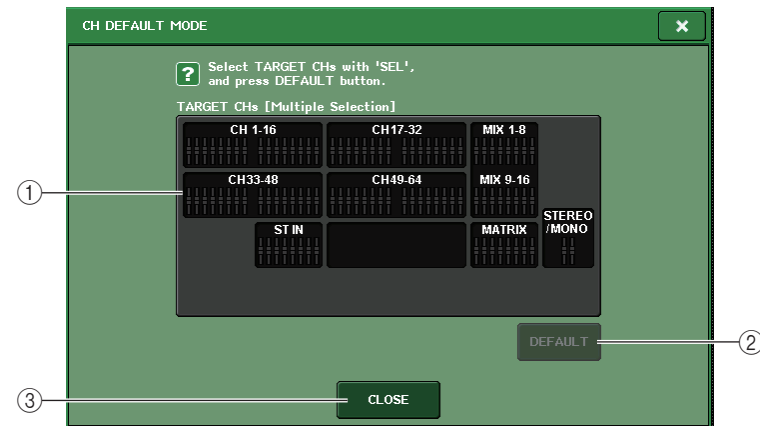 CH DEFAULT MODE
×
? Select TARGET CHs with 'SEL',
and press DEFAULT button.
TARGET CHs [Multiple Selection]
CH 1-16
CH17-32
MIX 1-8
CH33-48
CH49-64
MIX 9-16
ST IN
MATRIX
STEREO
/MONO
DEFAULT
CLOSE
①
②
③